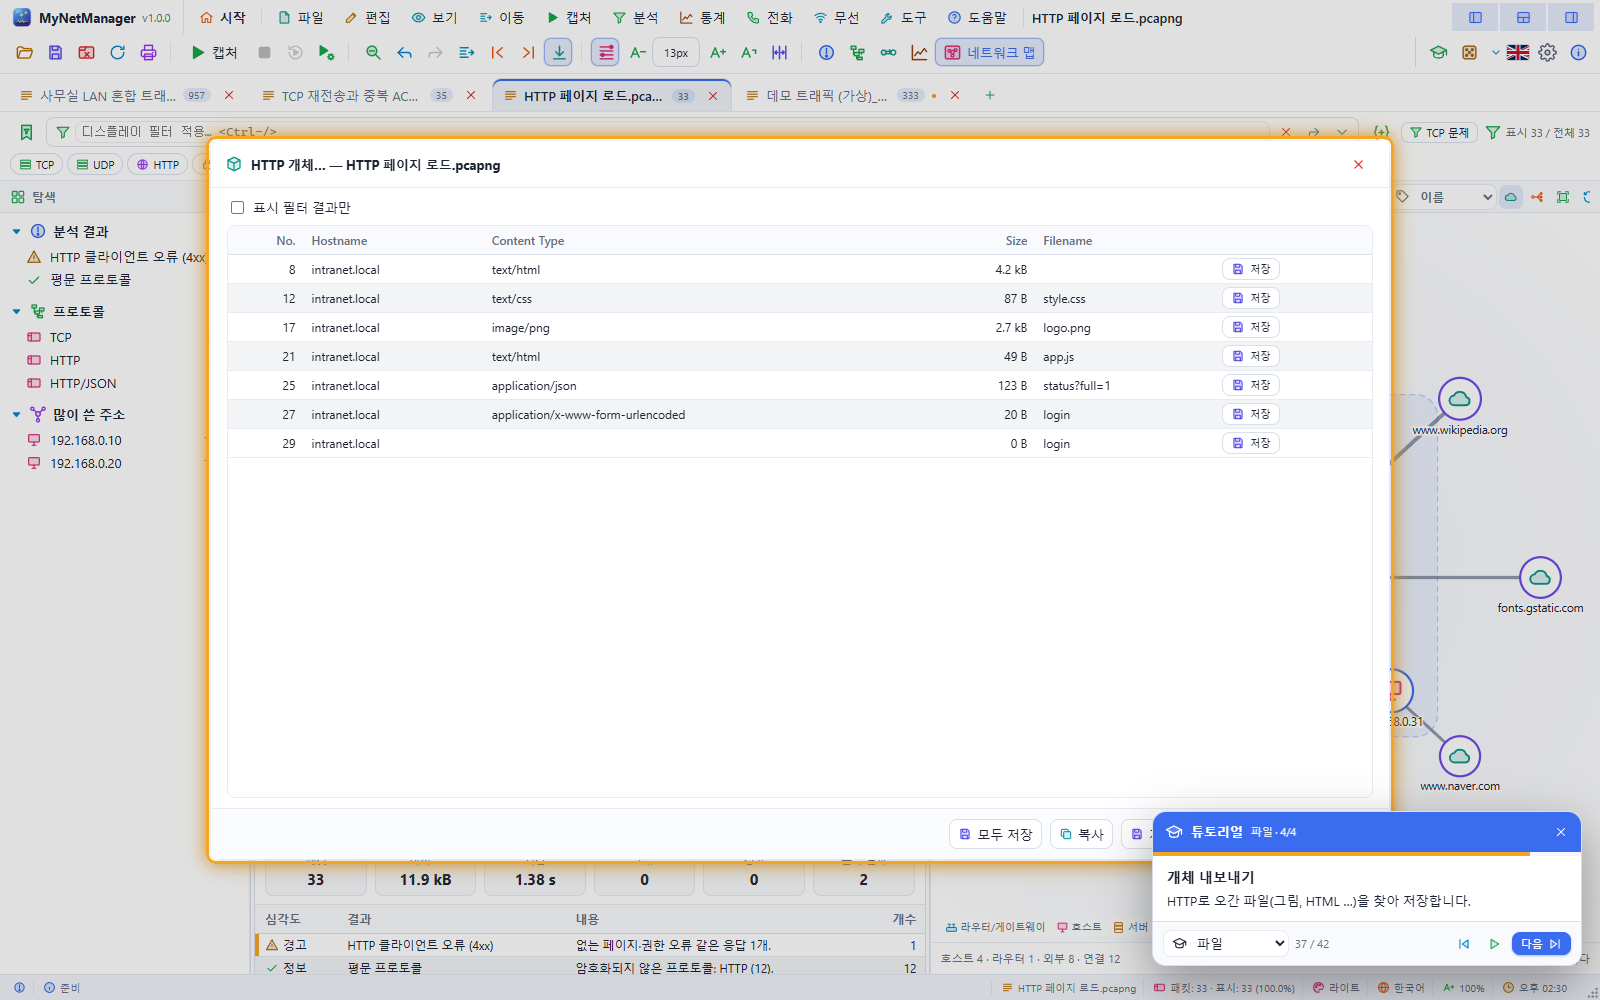 MyNetManager v1.0.0 시작 파일 편집 보기 이동 캡처 분석 통계 전화 무선 도구 도움말 HTTP 페이지 로드.pcapng
캡처 A− 13px A+ 네트워크 맵
사무실 LAN 혼합 트래... 957 TCP 재전송과 중복 AC... 35 HTTP 페이지 로드.pca... 33 데모 트래픽 (가상)_... 333
디스플레이 필터 적용... <Ctrl-/> TCP 문제 표시 33 / 전체 33
TCP UDP HTTP
탐색 이름
분석 결과
HTTP 클라이언트 오류 (4xx
평문 프로토콜
프로토콜
TCP
HTTP
HTTP/JSON
많이 쓴 주소
192.168.0.10
192.168.0.20
HTTP 개체... — HTTP 페이지 로드.pcapng
표시 필터 결과만
No. Hostname Content Type Size Filename
8 intranet.local text/html 4.2 kB 저장
12 intranet.local text/css 87 B style.css 저장
17 intranet.local image/png 2.7 kB logo.png 저장
21 intranet.local text/html 49 B app.js 저장
25 intranet.local application/json 123 B status?full=1 저장
27 intranet.local application/x-www-form-urlencoded 20 B login 저장
29 intranet.local 0 B login 저장
모두 저장 복사
www.wikipedia.org
fonts.gstatic.com
8.0.31
www.naver.com
33 11.9 kB 1.38 s 0 0 2
심각도 결과 내용 개수
경고 HTTP 클라이언트 오류 (4xx) 없는 페이지·권한 오류 같은 응답 1개. 1
정보 평문 프로토콜 암호화되지 않은 프로토콜: HTTP (12). 12
라우터/게이트웨이 호스트 서버
호스트 4 · 라우터 1 · 외부 8 · 연결 12
튜토리얼 파일 · 4/4
개체 내보내기
HTTP로 오간 파일(그림, HTML ...)을 찾아 저장합니다.
파일 37 / 42 다음
준비 HTTP 페이지 로드.pcapng 패킷: 33 · 표시: 33 (100.0%) 라이트 한국어 100% 오후 02:30